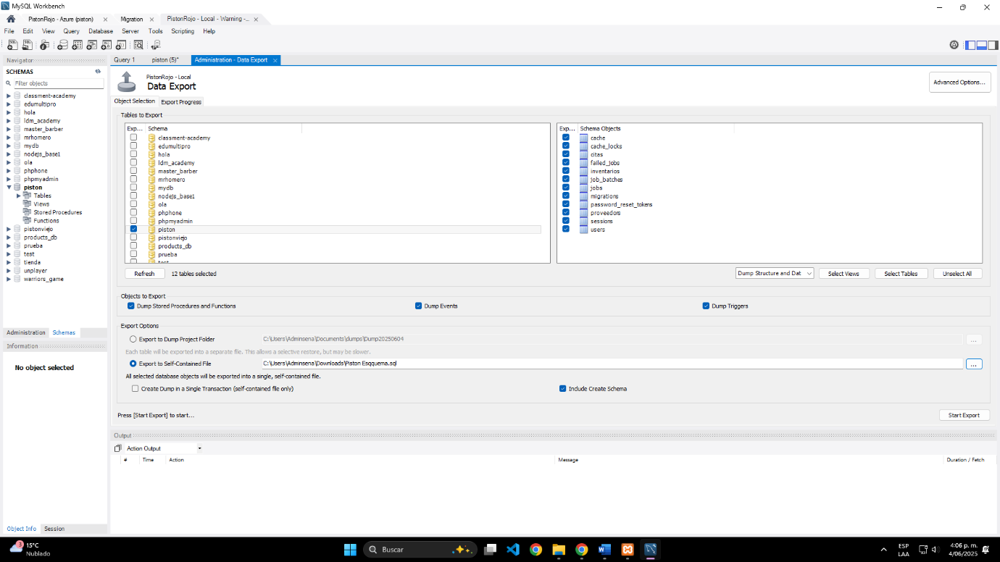 MySQL Workbench
PistonRojo - Azure (piston) Migration PistonRojo - Local - Warning -...
File Edit View Query Database Server Tools Scripting Help
Navigator
SCHEMAS
Filter objects
classment-academy
edumultipro
hola
ldm_academy
master_barber
mrhomero
mydb
nodejs_base1
ola
phphone
phpmyadmin
piston
Tables
Views
Stored Procedures
Functions
pistonviejo
products_db
prueba
test
tienda
unplayer
warriors_game
Administration Schemas
Information
No object selected
Object Info Session
Query 1 piston (5)* Administration - Data Export
PistonRojo - Local
Data Export
Advanced Options...
Object Selection Export Progress
Tables to Export
Exp... Schema
classment-academy
edumultipro
hola
ldm_academy
master_barber
mrhomero
mydb
nodejs_base1
ola
phphone
phpmyadmin
piston
pistonviejo
products_db
prueba
test
Exp... Schema Objects
cache
cache_locks
citas
failed_jobs
inventarios
job_batches
jobs
migrations
password_reset_tokens
proveedors
sessions
users
Refresh 12 tables selected Dump Structure and Dat Select Views Select Tables Unselect All
Objects to Export
Dump Stored Procedures and Functions Dump Events Dump Triggers
Export Options
Export to Dump Project Folder C:\Users\Adminsena\Documents\dumps\Dump20250604 ...
Each table will be exported into a separate file. This allows a selective restore, but may be slower.
Export to Self-Contained File C:\Users\Adminsena\Downloads\Piston Esqquema.sql ...
All selected database objects will be exported into a single, self-contained file.
Create Dump in a Single Transaction (self-contained file only) Include Create Schema
Press [Start Export] to start... Start Export
Output
Action Output
# Time Action Message Duration / Fetch
3 15°C
Nublado
Buscar
ESP
LAA
4:06 p. m.
4/06/2025